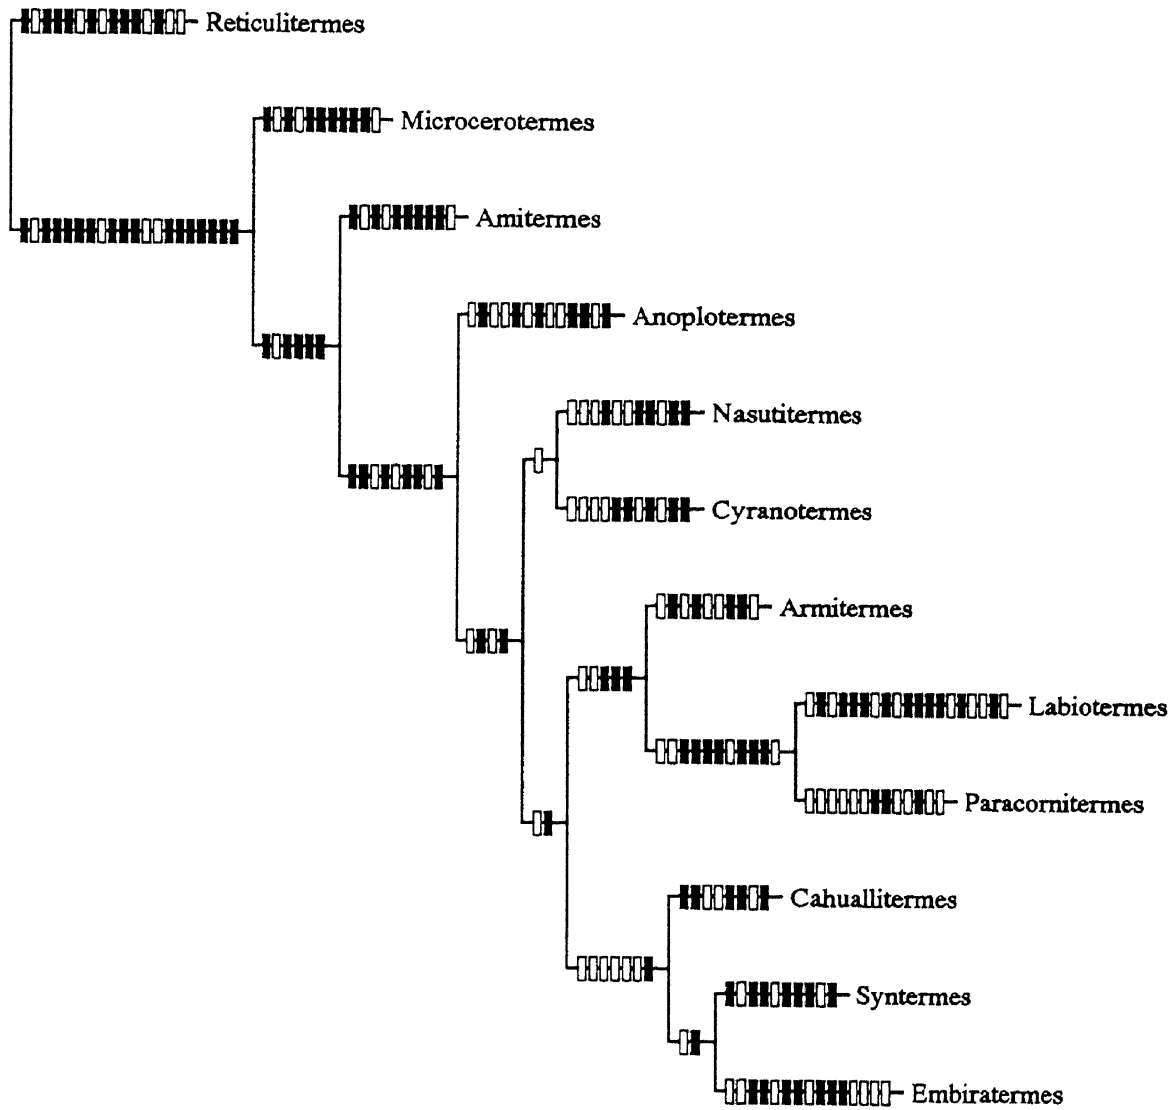 Reticulitermes
Microcerotermes
Amitermes
Anoplotermes
Nasutitermes
Cyranotermes
Armitermes
Labiotermes
Paracornitermes
Cahuallitermes
Syntermes
Embiratermes